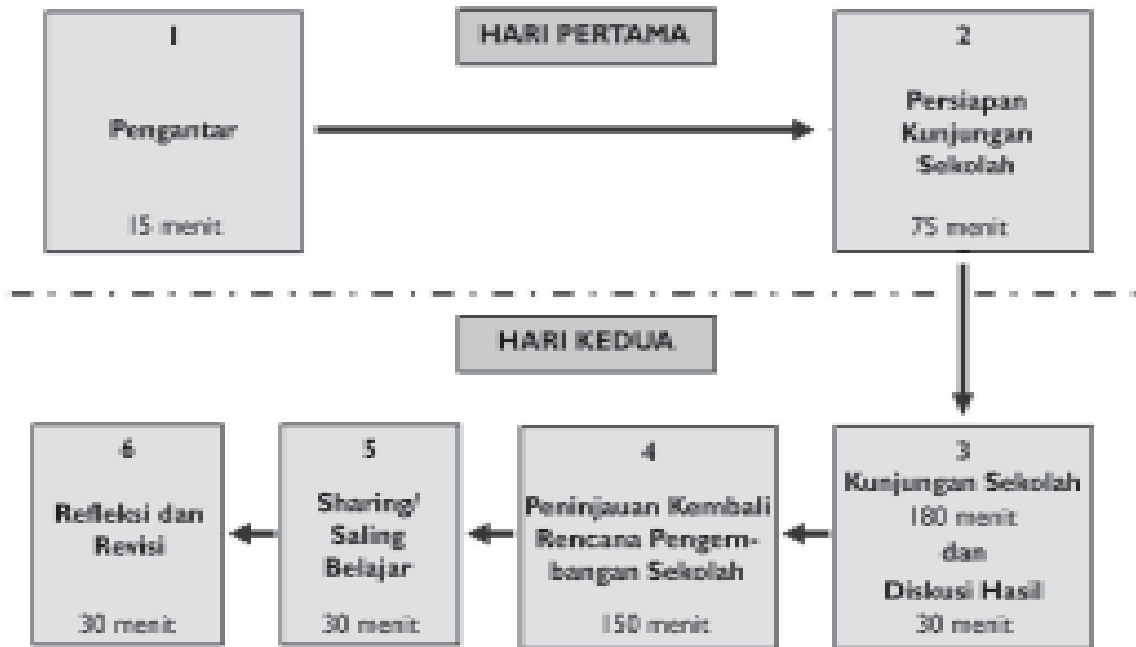 HARI PERTAMA
1
Pengantar
15 menit
2
Persiapan
Kunjungan
Sekolah
75 menit
HARI KEDUA
3
Kunjungan Sekolah
180 menit
dan
Diskusi Hasil
30 menit
4
Peninjauan Kembali
Rencana Pengem-
bangan Sekolah
150 menit
5
Sharing/
Saling
Belajar
30 menit
6
Refleksi dan
Revisi
30 menit